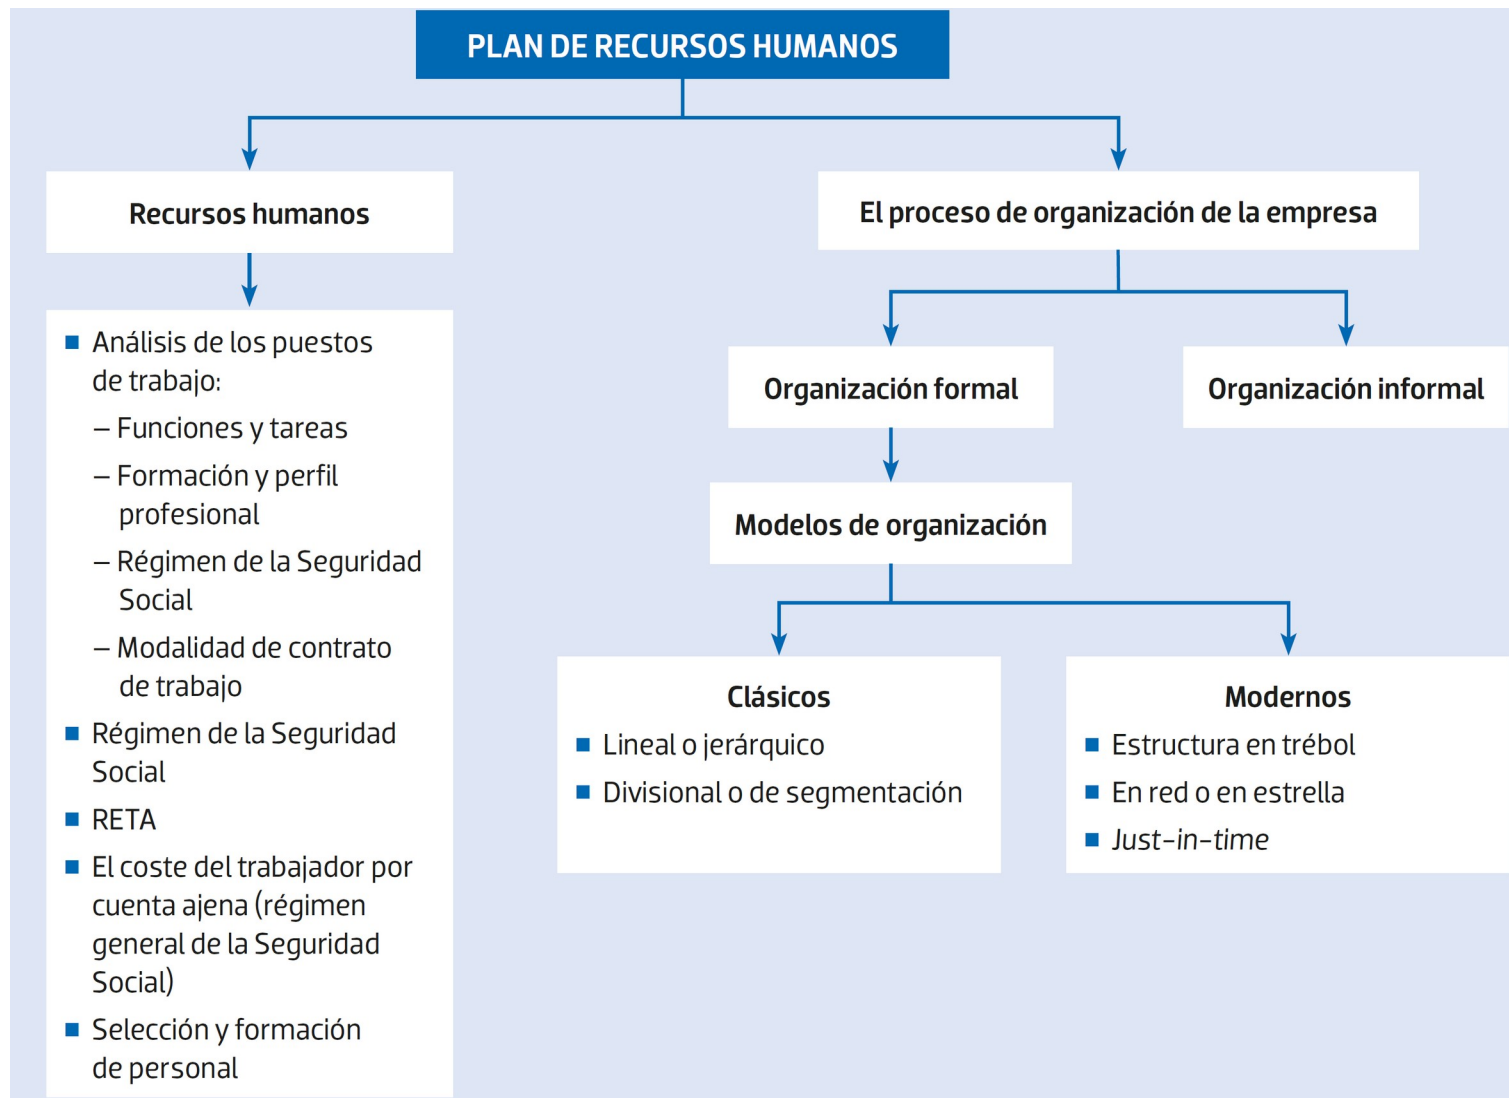 PLAN DE RECURSOS HUMANOS
Recursos humanos
■ Análisis de los puestos
de trabajo:
– Funciones y tareas
– Formación y perfil
profesional
– Régimen de la Seguridad
Social
– Modalidad de contrato
de trabajo
■ Régimen de la Seguridad
Social
■ RETA
■ El coste del trabajador por
cuenta ajena (régimen
general de la Seguridad
Social)
■ Selección y formación
de personal
El proceso de organización de la empresa
Organización formal
Organización informal
Modelos de organización
Clásicos
■ Lineal o jerárquico
■ Divisional o de segmentación
Modernos
■ Estructura en trébol
■ En red o en estrella
■ Just-in-time